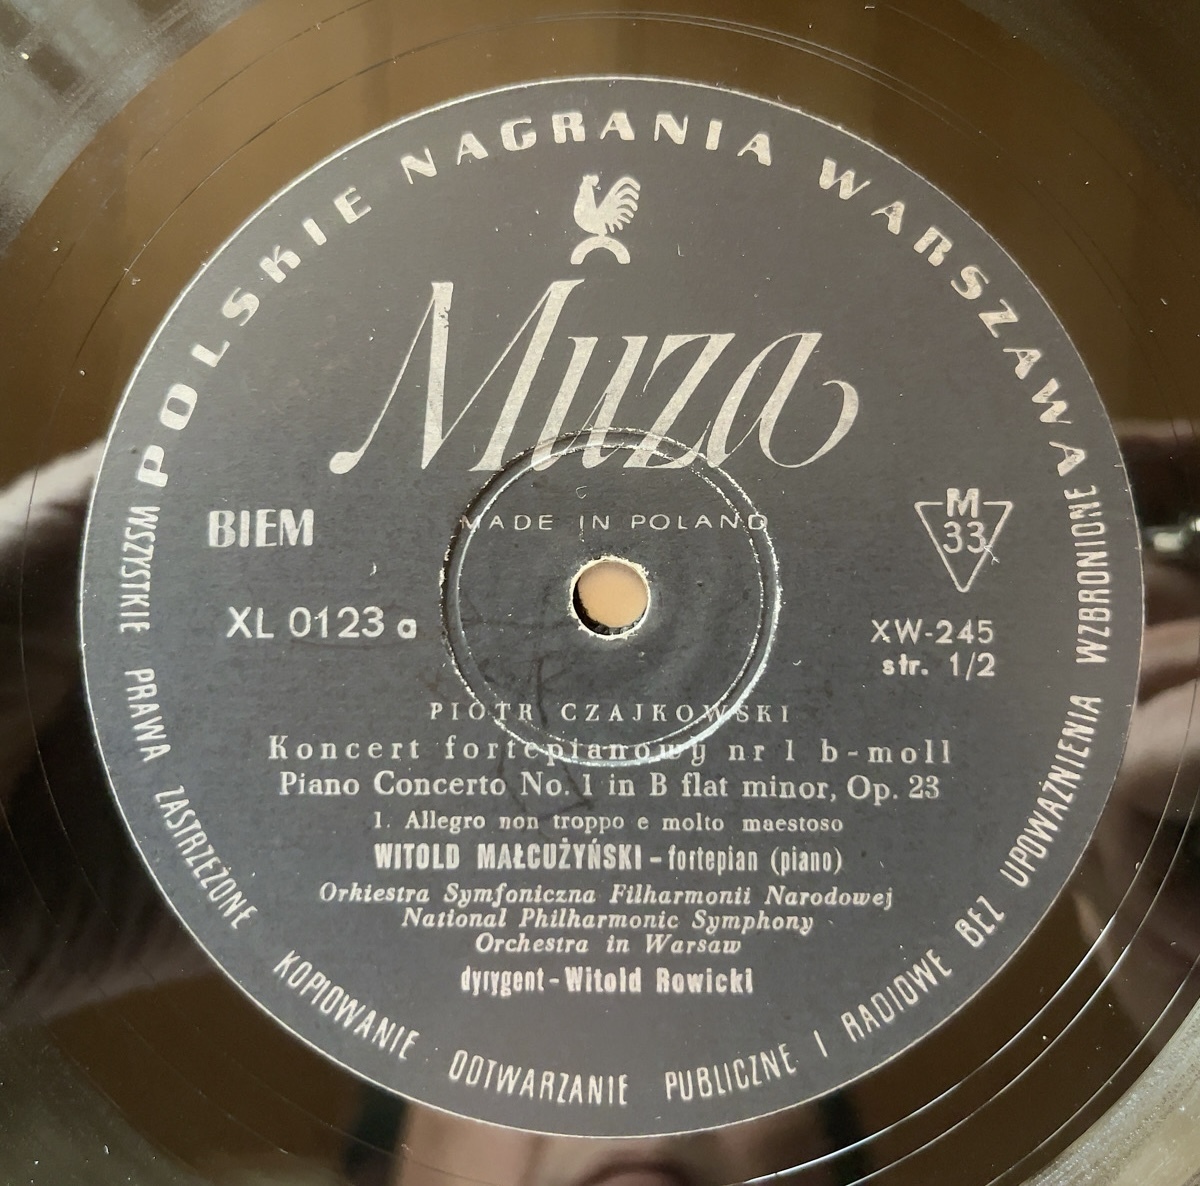 POLSKIE NAGRANIA WARSZAWA
Muza
MADE IN POLAND
BIEM
M
33
XL 0123 a
XW-245
str. 1/2
PIOTR CZAJKOWSKI
Koncert fortepianowy nr 1 b-moll
Piano Concerto No. 1 in B flat minor, Op. 23
1. Allegro non troppo e molto maestoso
WITOLD MAŁCUŻYŃSKI - fortepian (piano)
Orkiestra Symfoniczna Filharmonii Narodowej
National Philharmonic Symphony
Orchestra in Warsaw
dyrygent - Witold Rowicki
WSZYSTKIE PRAWA ZASTRZEŻONE KOPIOWANIE ODTWARZANIE PUBLICZNE I RADIOWE BEZ UPOWAŻNIENIA WZBRONIONE